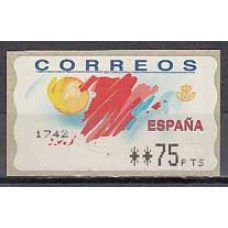 CORREOS
1742
ESPAÑA
**75PTS